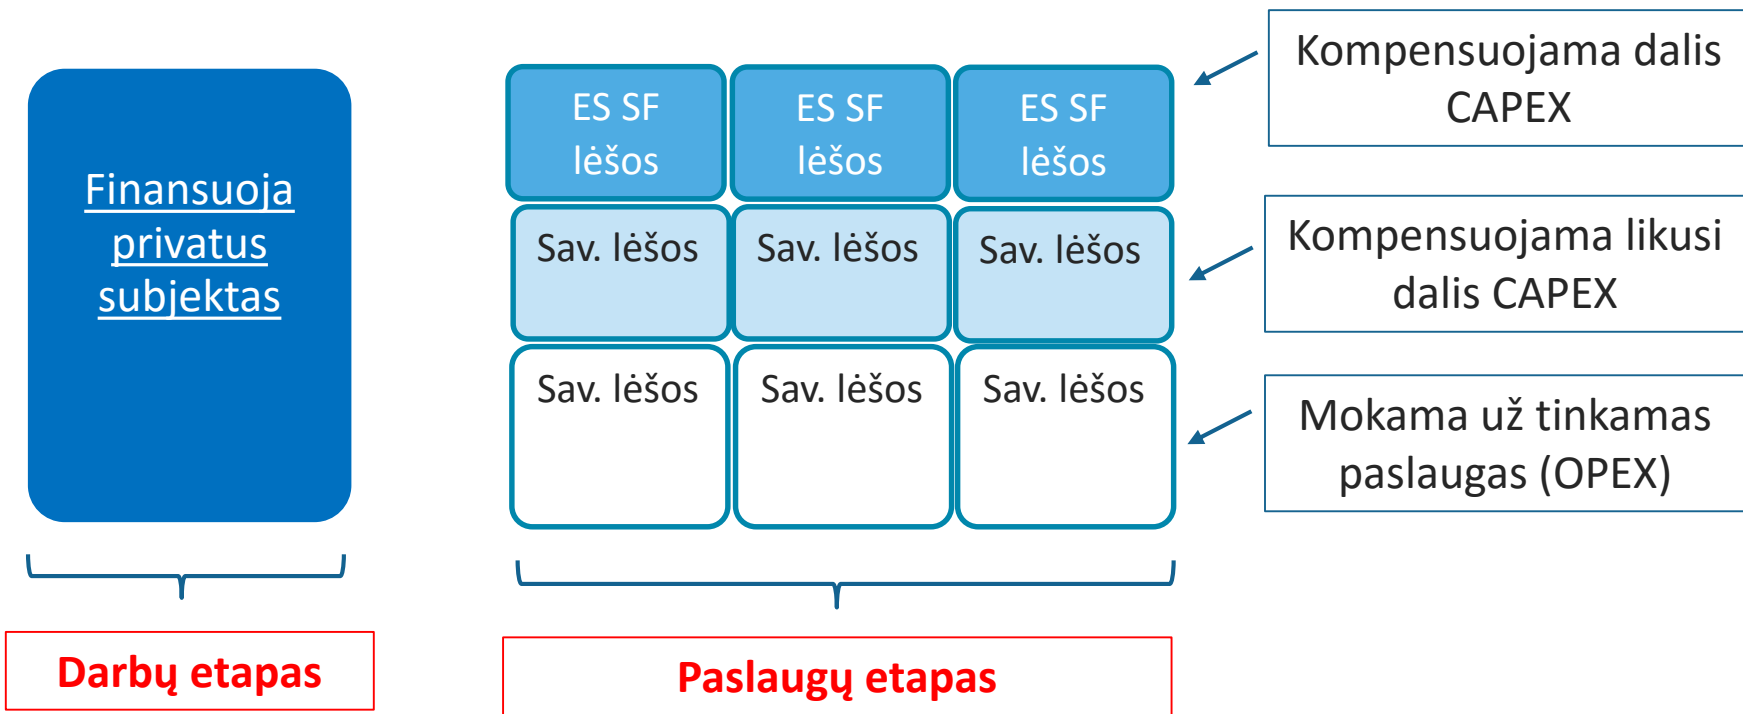 Finansuoja
privatus
subjektas
ES SF
lėšos
ES SF
lėšos
ES SF
lėšos
Sav. lėšos
Sav. lėšos
Sav. lėšos
Sav. lėšos
Sav. lėšos
Sav. lėšos
Kompensuojama dalis
CAPEX
Kompensuojama likusi
dalis CAPEX
Mokama už tinkamas
paslaugas (OPEX)
Darbų etapas
Paslaugų etapas